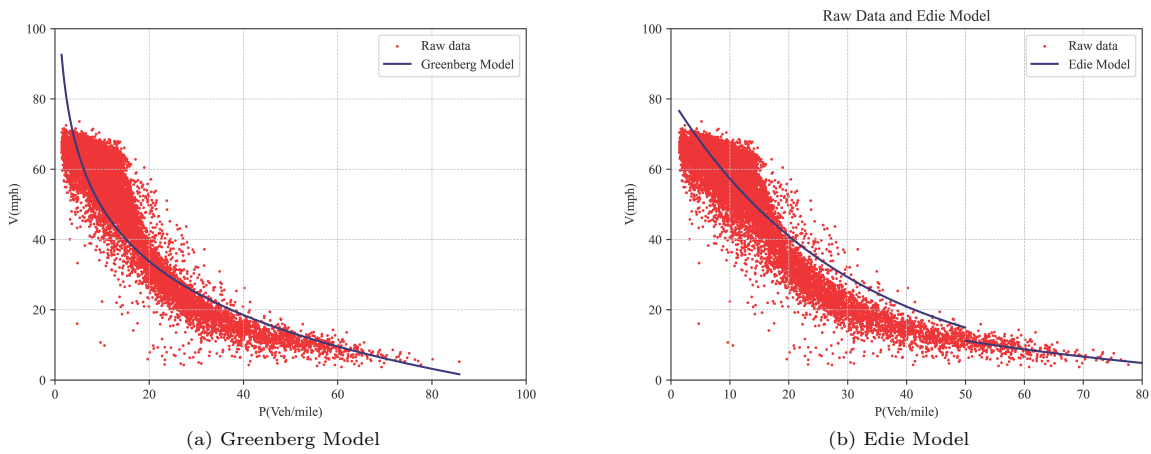 100
80
60
40
20
0
V(mph)
0 20 40 60 80 100
P(Veh/mile)
Raw data
Greenberg Model
(a) Greenberg Model
Raw Data and Edie Model
100
80
60
40
20
0
V(mph)
0 10 20 30 40 50 60 70 80
P(Veh/mile)
Raw data
Edie Model
(b) Edie Model